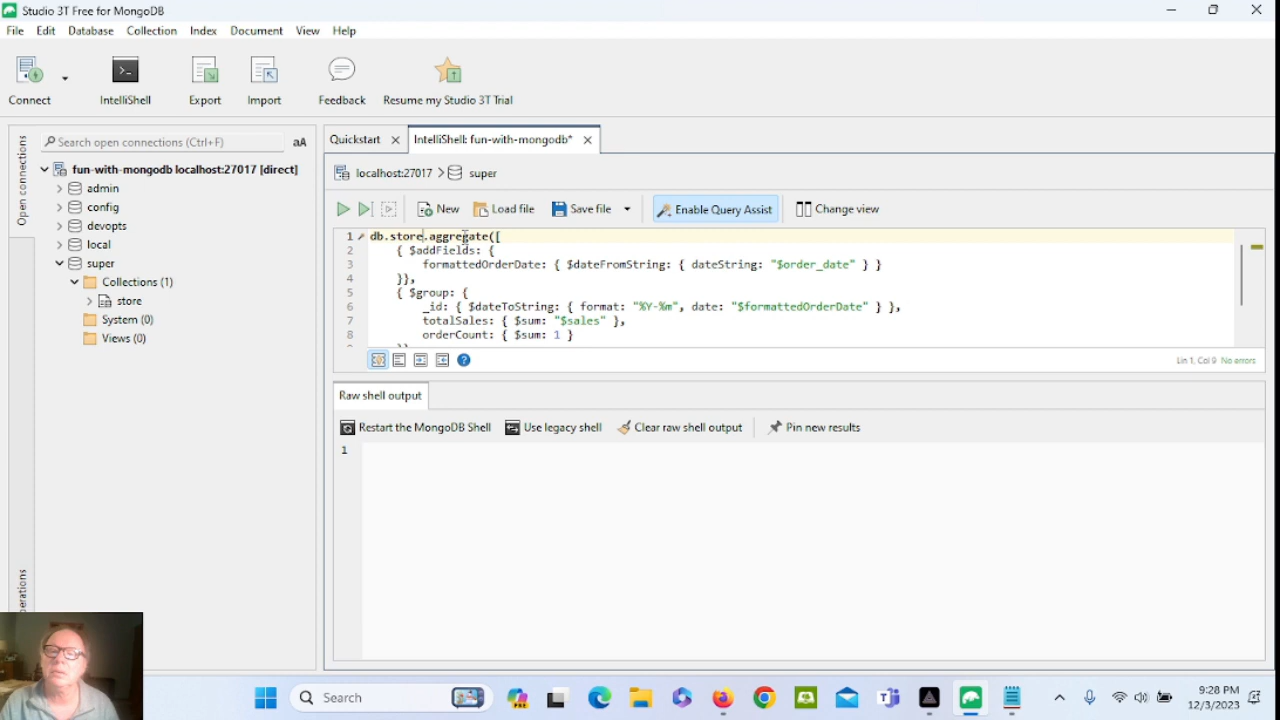 Studio 3T Free for MongoDB
File Edit Database Collection Index Document View Help
Connect IntelliShell Export Import Feedback Resume my Studio 3T Trial
Open connections
Search open connections (Ctrl+F) aA
fun-with-mongodb localhost:27017 [direct]
admin
config
devopts
local
super
Collections (1)
store
System (0)
Views (0)
Quickstart IntelliShell: fun-with-mongodb*
localhost:27017 super
New Load file Save file Enable Query Assist Change view
1 db.store.aggregate([
2 { $addFields: {
3 formattedOrderDate: { $dateFromString: { dateString: "$order_date" } }
4 }},
5 { $group: {
6 _id: { $dateToString: { format: "%Y-%m", date: "$formattedOrderDate" } },
7 totalSales: { $sum: "$sales" },
8 orderCount: { $sum: 1 }
Ln 1, Col 9 No errors
Raw shell output
Restart the MongoDB Shell Use legacy shell Clear raw shell output Pin new results
1
Search
PRE
9:28 PM
12/3/2023